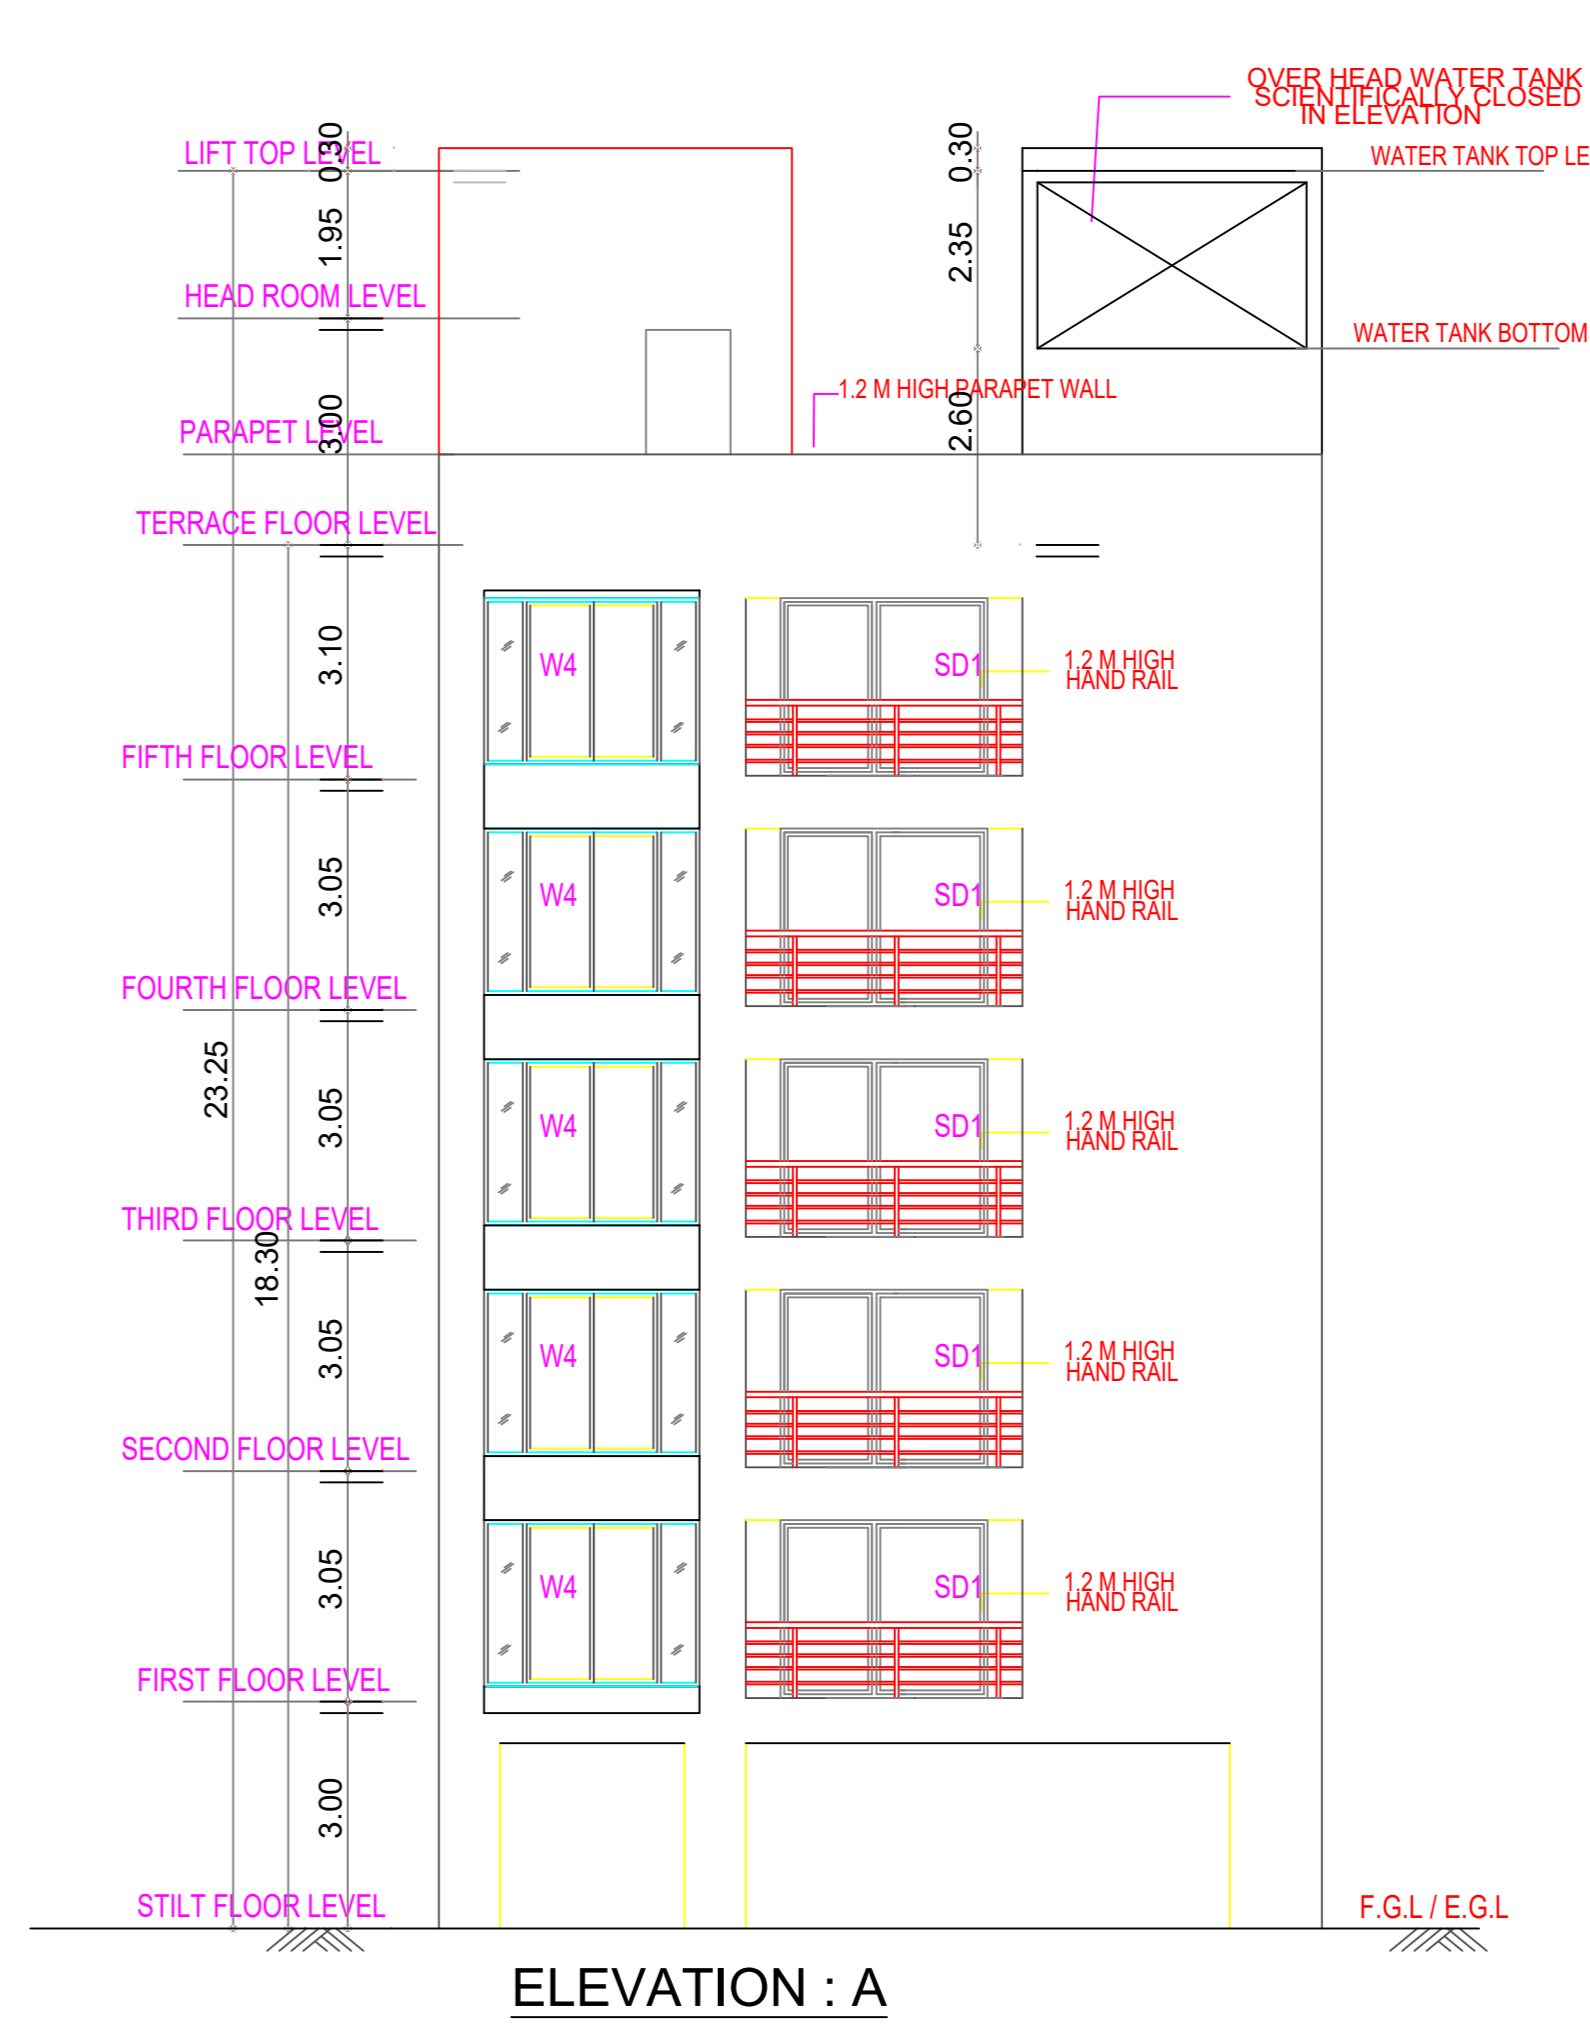 OVER HEAD WATER TANK
SCIENTIFICALLY CLOSED
IN ELEVATION
0.30
0.30
LIFT TOP LEVEL
WATER TANK TOP LE
1.95
2.35
HEAD ROOM LEVEL
WATER TANK BOTTOM
1.2 M HIGH PARAPET WALL
3.00
2.60
PARAPET LEVEL
TERRACE FLOOR LEVEL
3.10
W4
SD1
1.2 M HIGH
HAND RAIL
FIFTH FLOOR LEVEL
3.05
W4
SD1
1.2 M HIGH
HAND RAIL
FOURTH FLOOR LEVEL
23.25
3.05
W4
SD1
1.2 M HIGH
HAND RAIL
THIRD FLOOR LEVEL
18.30
3.05
W4
SD1
1.2 M HIGH
HAND RAIL
SECOND FLOOR LEVEL
3.05
W4
SD1
1.2 M HIGH
HAND RAIL
FIRST FLOOR LEVEL
3.00
STILT FLOOR LEVEL
F.G.L / E.G.L
ELEVATION : A